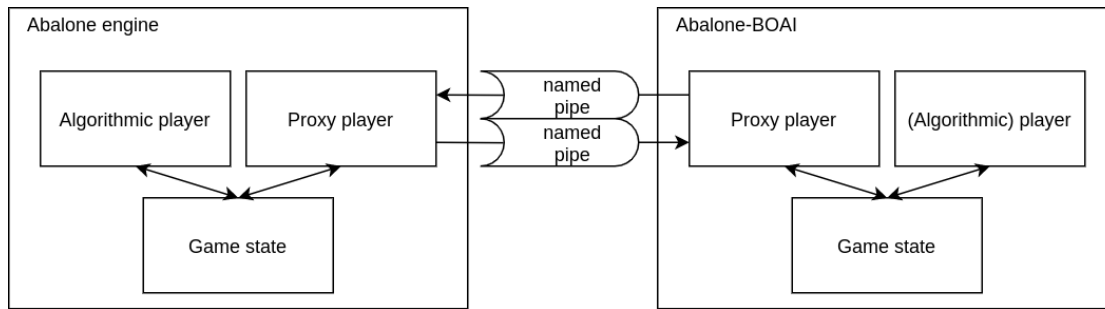 Abalone engine
Abalone-BOAI
Algorithmic player
Proxy player
named
pipe
named
pipe
Proxy player
(Algorithmic) player
Game state
Game state